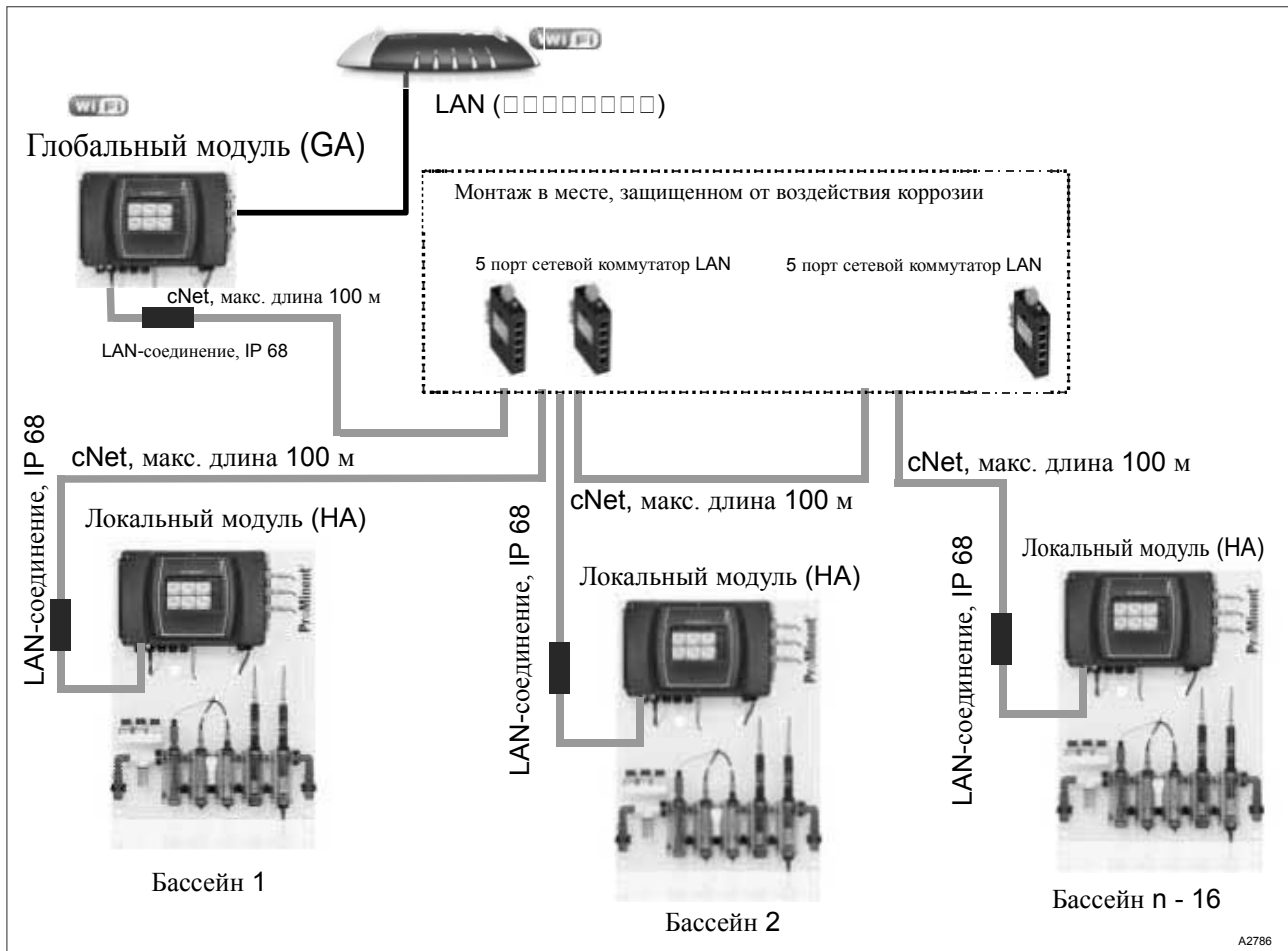 WiFi
WiFi
LAN (□□□□□□□□)
Глобальный модуль (GA)
Монтаж в месте, защищенном от воздействия коррозии
5 порт сетевой коммутатор LAN
5 порт сетевой коммутатор LAN
cNet, макс. длина 100 м
LAN-соединение, IP 68
cNet, макс. длина 100 м
cNet, макс. длина 100 м
cNet, макс. длина 100 м
LAN-соединение, IP 68
LAN-соединение, IP 68
LAN-соединение, IP 68
Локальный модуль (HA)
Локальный модуль (HA)
Локальный модуль (HA)
ProMinent
ProMinent
ProMinent
Бассейн 1
Бассейн 2
Бассейн n - 16
A2786